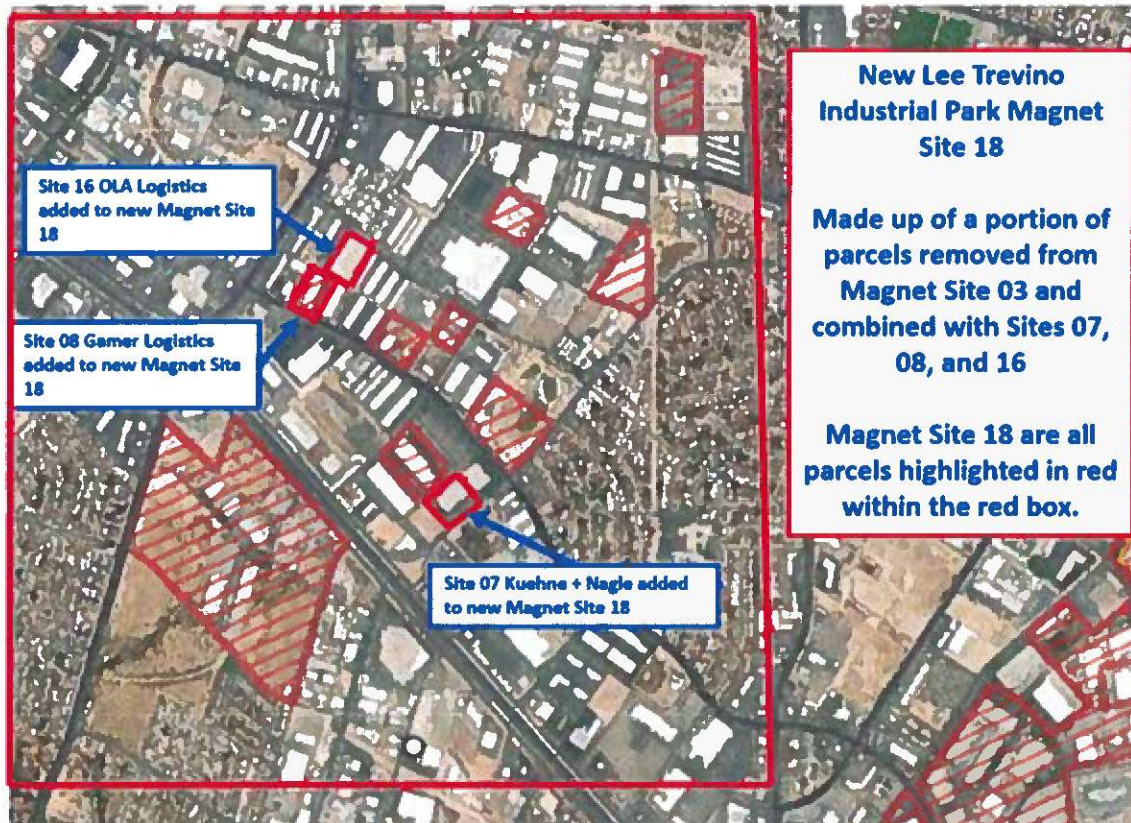 New Lee Trevino
Industrial Park Magnet
Site 18
Made up of a portion of
parcels removed from
Magnet Site 03 and
combined with Sites 07,
08, and 16
Magnet Site 18 are all
parcels highlighted in red
within the red box.
Site 16 OLA Logistics
added to new Magnet Site
18
Site 08 Gamer Logistics
added to new Magnet Site
18
Site 07 Kuehne + Nagle added
to new Magnet Site 18